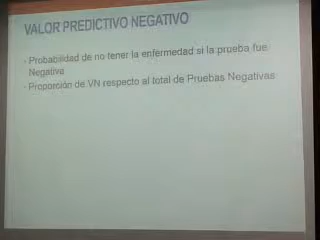 VALOR PREDICTIVO NEGATIVO
- Probabilidad de no tener la enfermedad si la prueba fue
Negativa
- Proporción de VN respecto al total de Pruebas Negativas